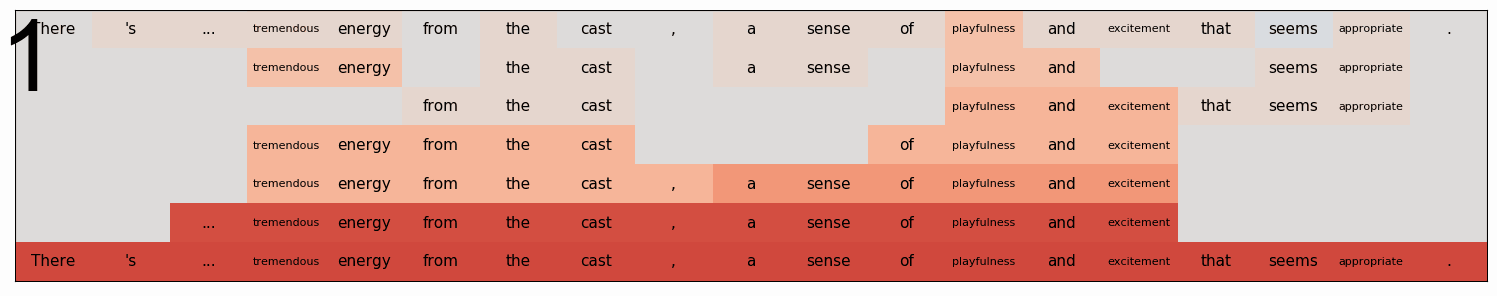 1
There 's ... tremendous energy from the cast , a sense of playfulness and excitement that seems appropriate .
tremendous energy the cast a sense playfulness and seems appropriate
from the cast playfulness and excitement that seems appropriate
tremendous energy from the cast of playfulness and excitement
tremendous energy from the cast , a sense of playfulness and excitement
... tremendous energy from the cast , a sense of playfulness and excitement
There 's ... tremendous energy from the cast , a sense of playfulness and excitement that seems appropriate .